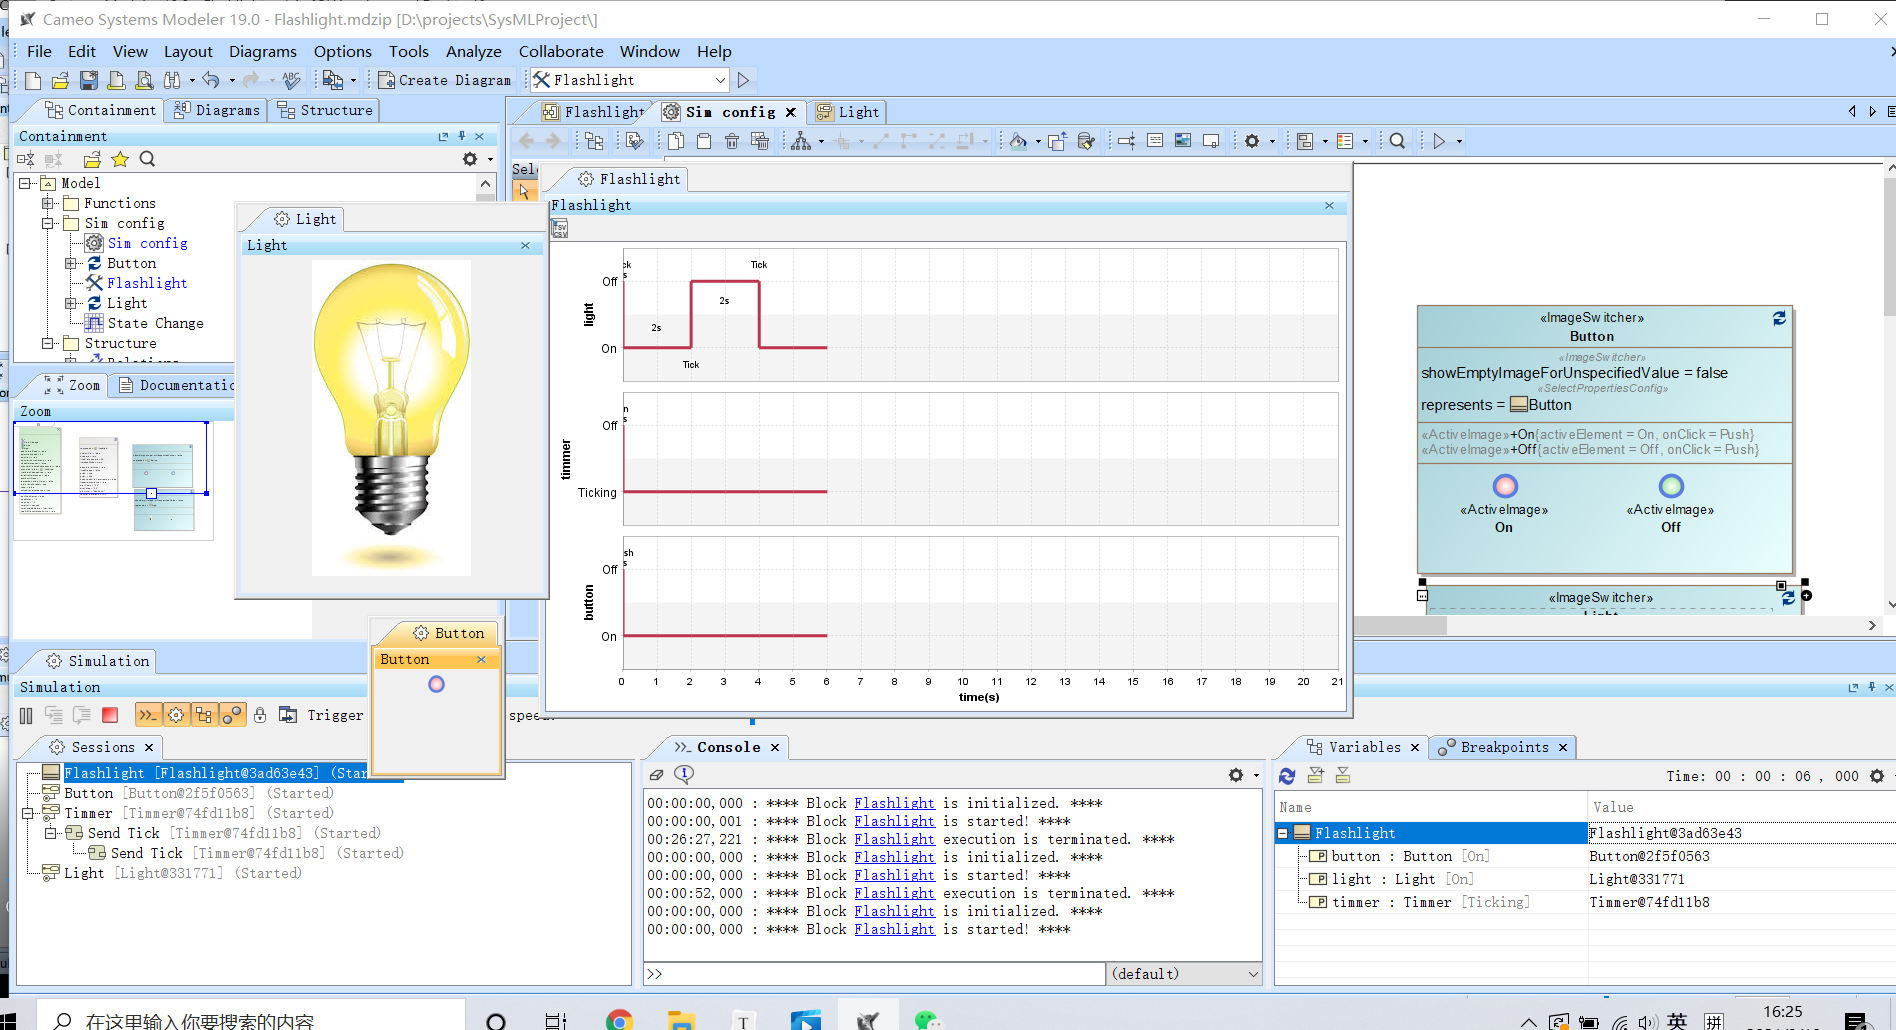 Cameo Systems Modeler 19.0 - Flashlight.mdzip [D:\projects\SysMLProject\]
File Edit View Layout Diagrams Options Tools Analyze Collaborate Window Help
Create Diagram Flashlight
Containment Diagrams Structure
Flashlight Sim config Light
Containment
Model
Functions
Sim config
Sim config
Button
Flashlight
Light
State Change
Structure
Zoom
Zoom
Light
Light
Flashlight
Flashlight
TSV
CSV
light
Off
On
Tick
2s
2s
Tick
timmer
Off
Ticking
button
Off
On
0 1 2 3 4 5 6 7 8 9 10 11 12 13 14 15 16 17 18 19 20 21
time(s)
«ImageSwitcher»
Button
«ImageSwitcher»
showEmptyImageForUnspecifiedValue = false
«SelectPropertiesConfig»
represents = Button
«ActiveImage»+On{activeElement = On, onClick = Push}
«ActiveImage»+Off{activeElement = Off, onClick = Push}
«ActiveImage»
On
«ActiveImage»
Off
«ImageSwitcher»
Button
Button
Simulation
Simulation
Trigger
Sessions
Flashlight [Flashlight@3ad63e43]
Button [Button@2f5f0563] (Started)
Timmer [Timmer@74fd11b8] (Started)
Send Tick [Timmer@74fd11b8] (Started)
Send Tick [Timmer@74fd11b8] (Started)
Light [Light@331771] (Started)
Console
00:00:00,000 : **** Block Flashlight is initialized. ****
00:00:00,001 : **** Block Flashlight is started! ****
00:26:27,221 : **** Block Flashlight execution is terminated. ****
00:00:00,000 : **** Block Flashlight is initialized. ****
00:00:00,000 : **** Block Flashlight is started! ****
00:00:52,000 : **** Block Flashlight execution is terminated. ****
00:00:00,000 : **** Block Flashlight is initialized. ****
00:00:00,000 : **** Block Flashlight is started! ****
>>
(default)
Variables Breakpoints
Time: 00 : 00 : 06 , 000
Name Value
Flashlight Flashlight@3ad63e43
button : Button [On] Button@2f5f0563
light : Light [On] Light@331771
timmer : Timmer [Ticking] Timmer@74fd11b8
在这里输入你要搜索的内容
英 拼
16:25